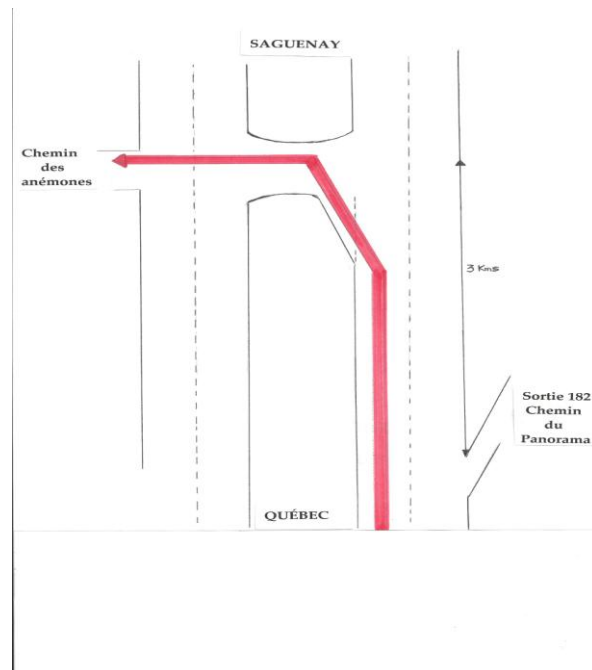 SAGUENAY
Chemin
des
anémones
3 Kms
Sortie 182
Chemin
du
Panorama
QUÉBEC